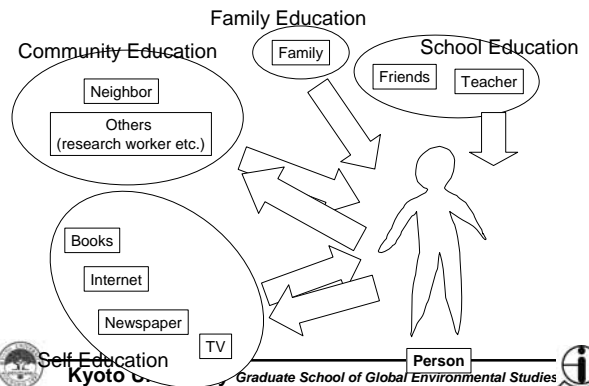 Family Education
Community Education
School Education
Family
Friends
Teacher
Neighbor
Others
(research worker etc.)
Books
Internet
Newspaper
TV
Self Education
Person
Kyoto
Graduate School of Global Environmental Studies